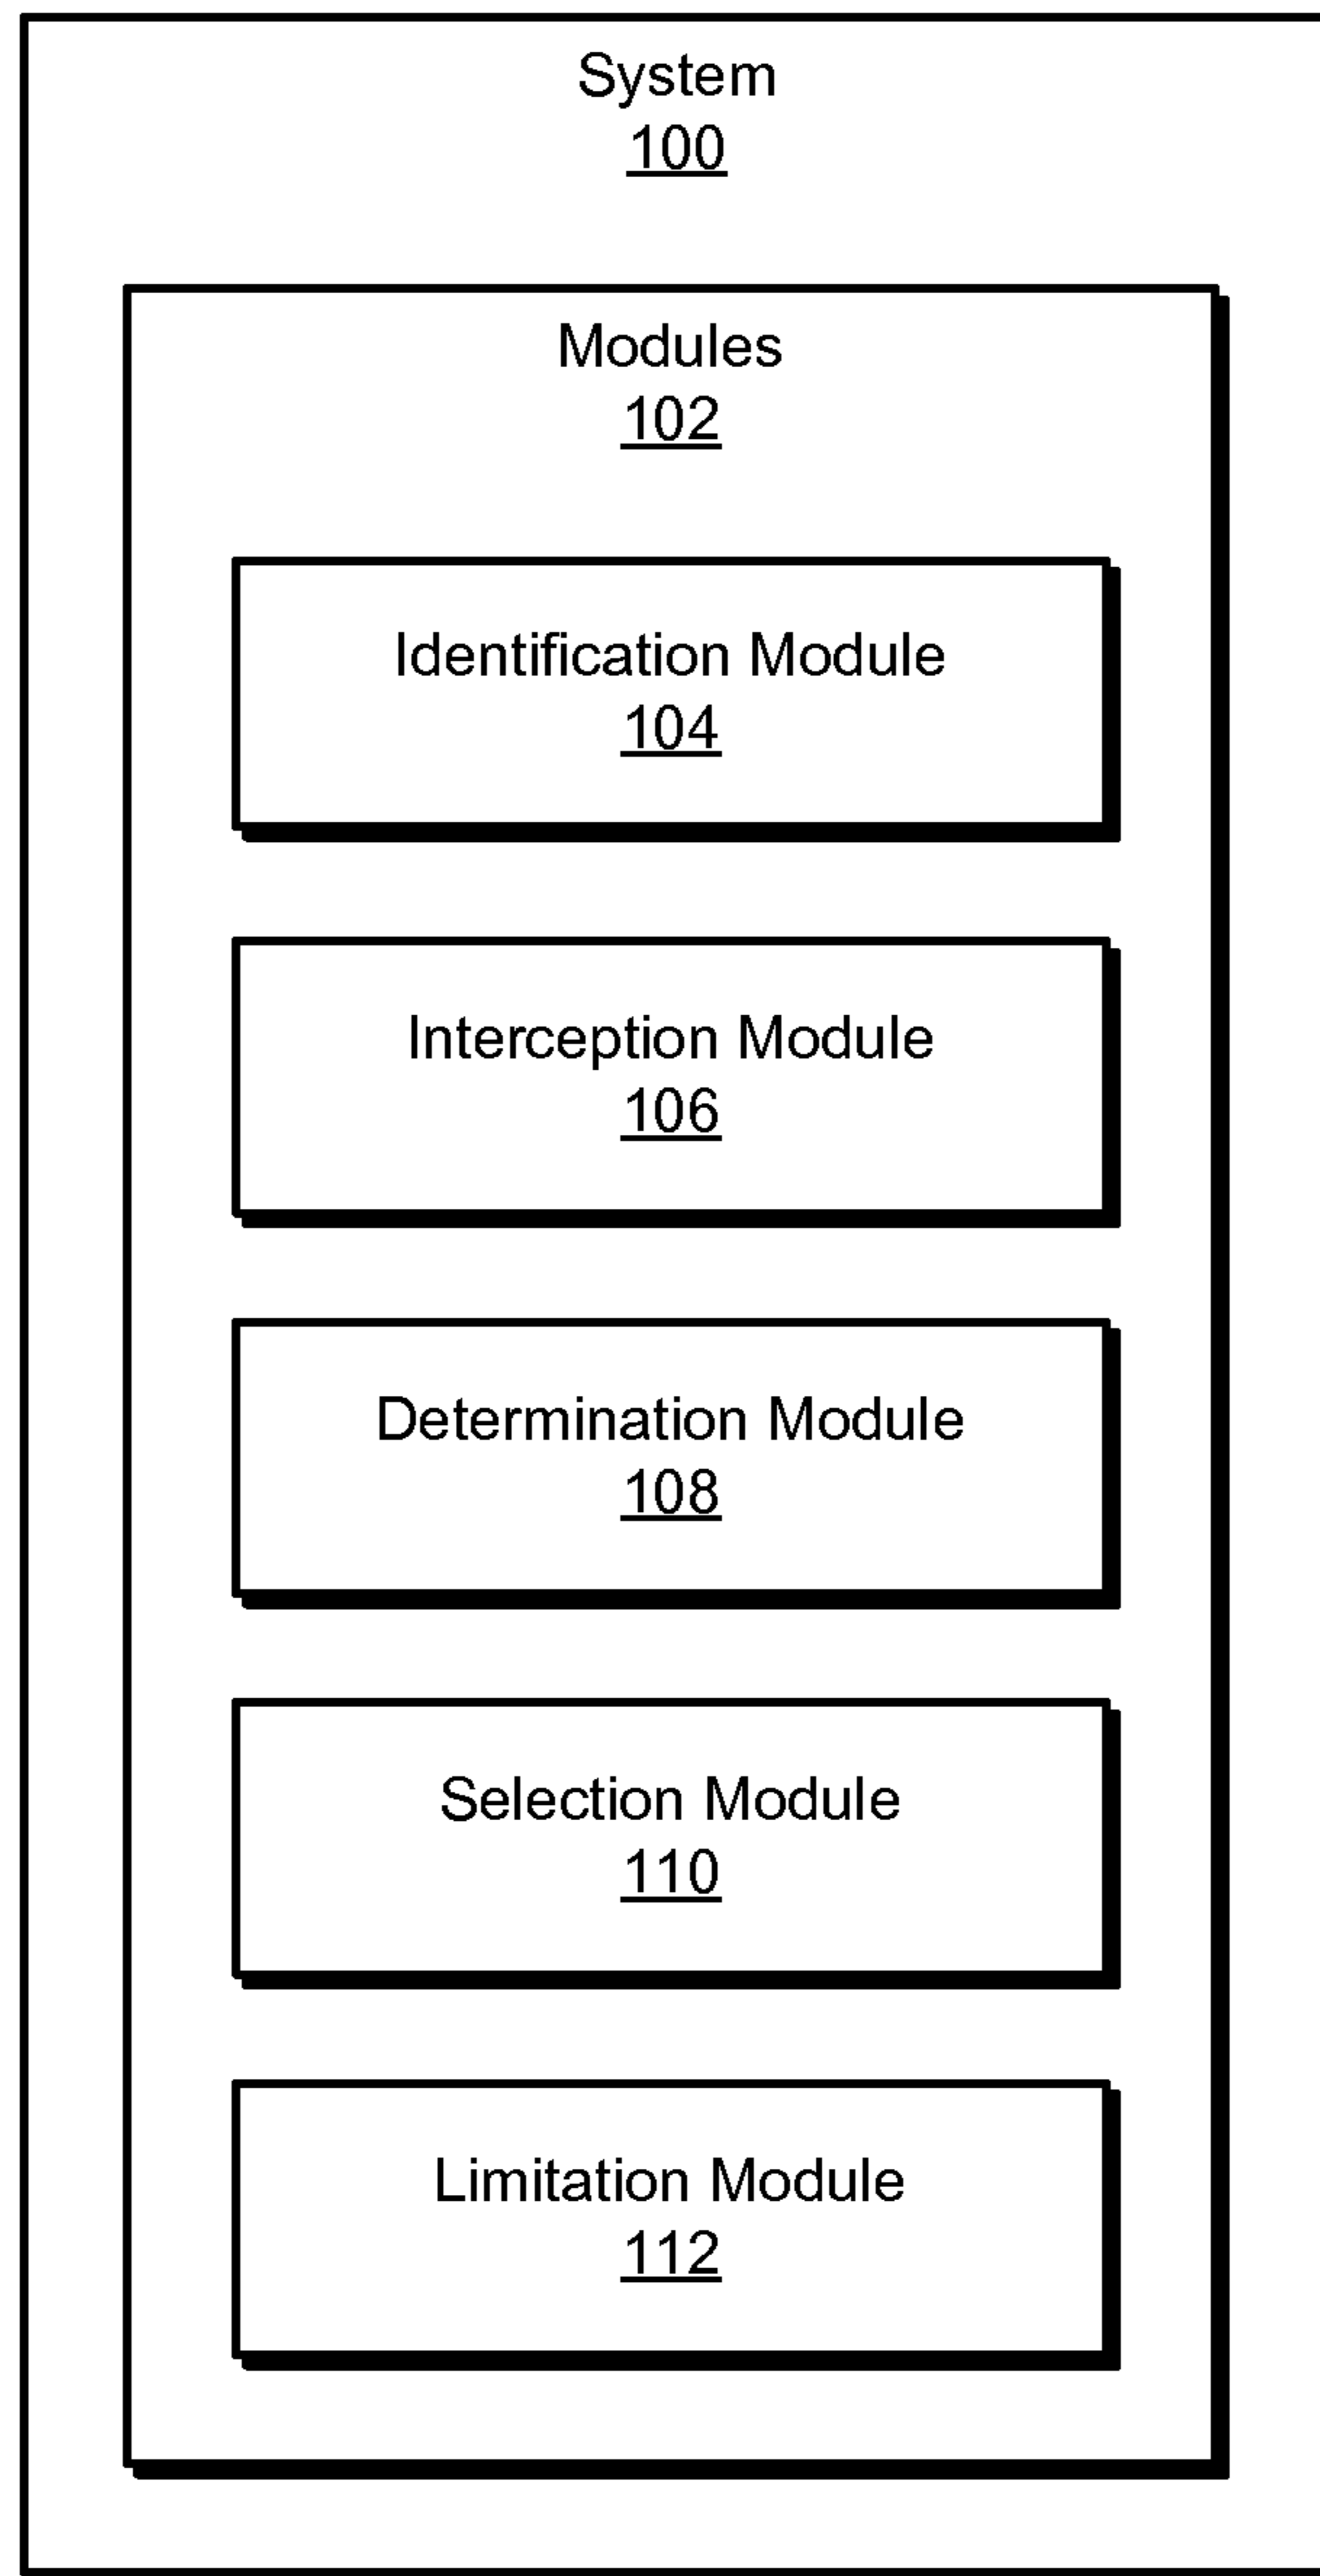 System
100
Modules
102
Identification Module
104
Interception Module
106
Determination Module
108
Selection Module
110
Limitation Module
112